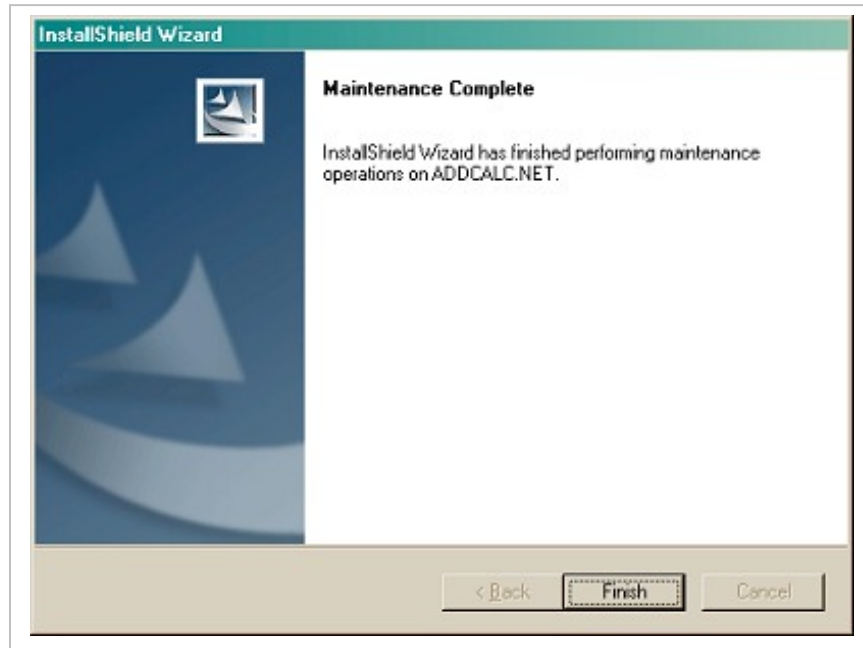 InstallShield Wizard
Maintenance Complete
InstallShield Wizard has finished performing maintenance
operations on ADDCALC.NET.
< Back
Finish
Cancel